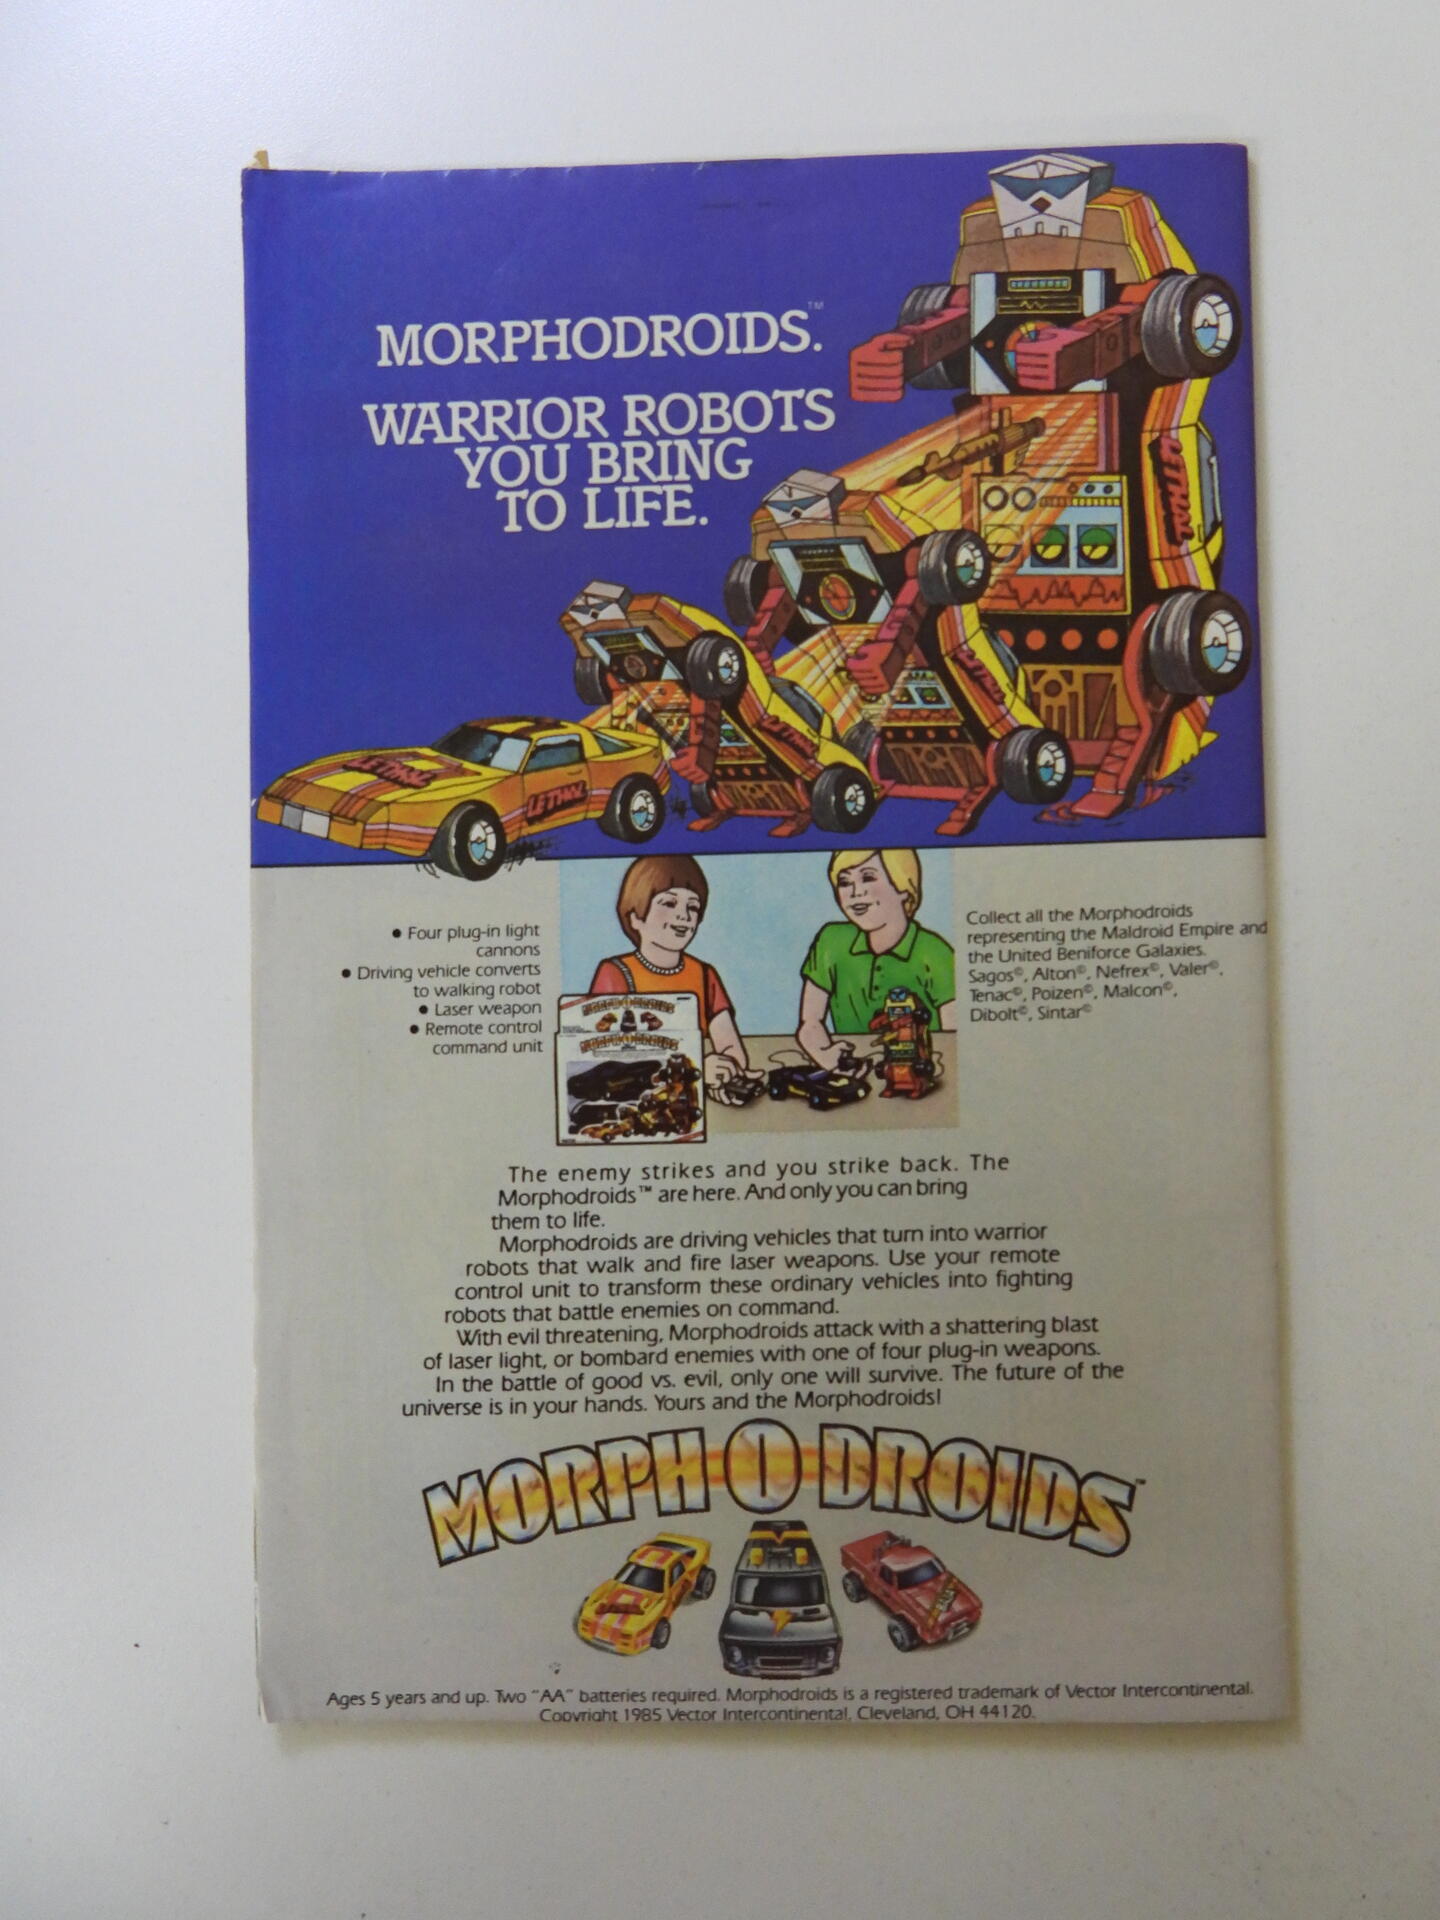 MORPHODROIDS.™
WARRIOR ROBOTS
YOU BRING
TO LIFE.
LETHAL
LETHAL
LETHAL
LETHAL
LETHAL
• Four plug-in light
cannons
• Driving vehicle converts
to walking robot
• Laser weapon
• Remote control
command unit
MORPH-O-DROIDS
MORPH-O-DROIDS
Collect all the Morphodroids
representing the Maldroid Empire and
the United Beniforce Galaxies.
Sagos©, Alton©, Nefrex©, Valer©,
Tenac©, Poizen©, Malcon©,
Dibolt©, Sintar©
The enemy strikes and you strike back. The
Morphodroids™ are here. And only you can bring
them to life.
Morphodroids are driving vehicles that turn into warrior
robots that walk and fire laser weapons. Use your remote
control unit to transform these ordinary vehicles into fighting
robots that battle enemies on command.
With evil threatening, Morphodroids attack with a shattering blast
of laser light, or bombard enemies with one of four plug-in weapons.
In the battle of good vs. evil, only one will survive. The future of the
universe is in your hands. Yours and the Morphodroids!
MORPH O DROIDS™
Ages 5 years and up. Two "AA" batteries required. Morphodroids is a registered trademark of Vector Intercontinental.
Copyright 1985 Vector Intercontinental, Cleveland, OH 44120.